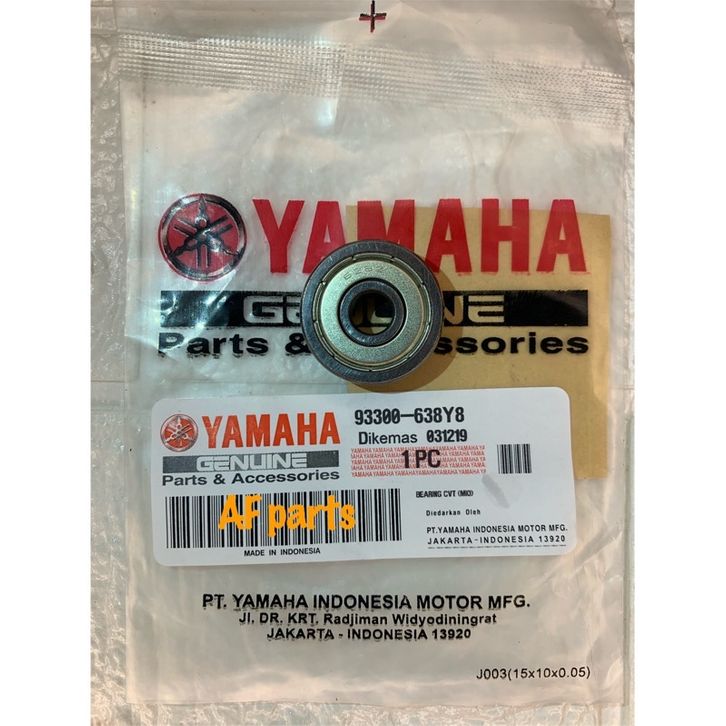 YAMAHA
GENUINE
Parts & Accessories
YAMAHA
GENUINE
Parts & Accessories
93300-638Y8
Dikemas 031219
1PC
BEARING CVT (MIO)
Diedarkan Oleh
PT.YAMAHA INDONESIA MOTOR MFG.
JAKARTA-INDONESIA 13920
AF parts
MADE IN INDONESIA
PT. YAMAHA INDONESIA MOTOR MFG.
Jl. DR. KRT. Radjiman Widyodiningrat
JAKARTA - INDONESIA 13920
J003(15x10x0.05)